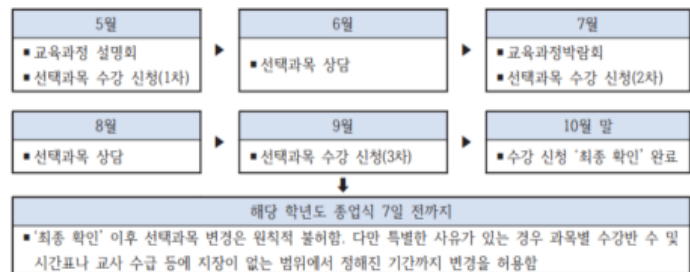 5월
■ 교육과정 설명회
■ 선택과목 수강 신청(1차)
▶
6월
■ 선택과목 상담
▶
7월
■ 교육과정박람회
■ 선택과목 수강 신청(2차)
8월
■ 선택과목 상담
▶
9월
■ 선택과목 수강 신청(3차)
▶
10월 말
■ 수강 신청 '최종 확인' 완료
해당 학년도 종업식 7일 전까지
■ '최종 확인' 이후 선택과목 변경은 원칙적 불허함. 다만 특별한 사유가 있는 경우 과목별 수강반 수 및
시간표나 교사 수급 등에 지장이 없는 범위에서 정해진 기간까지 변경을 허용함